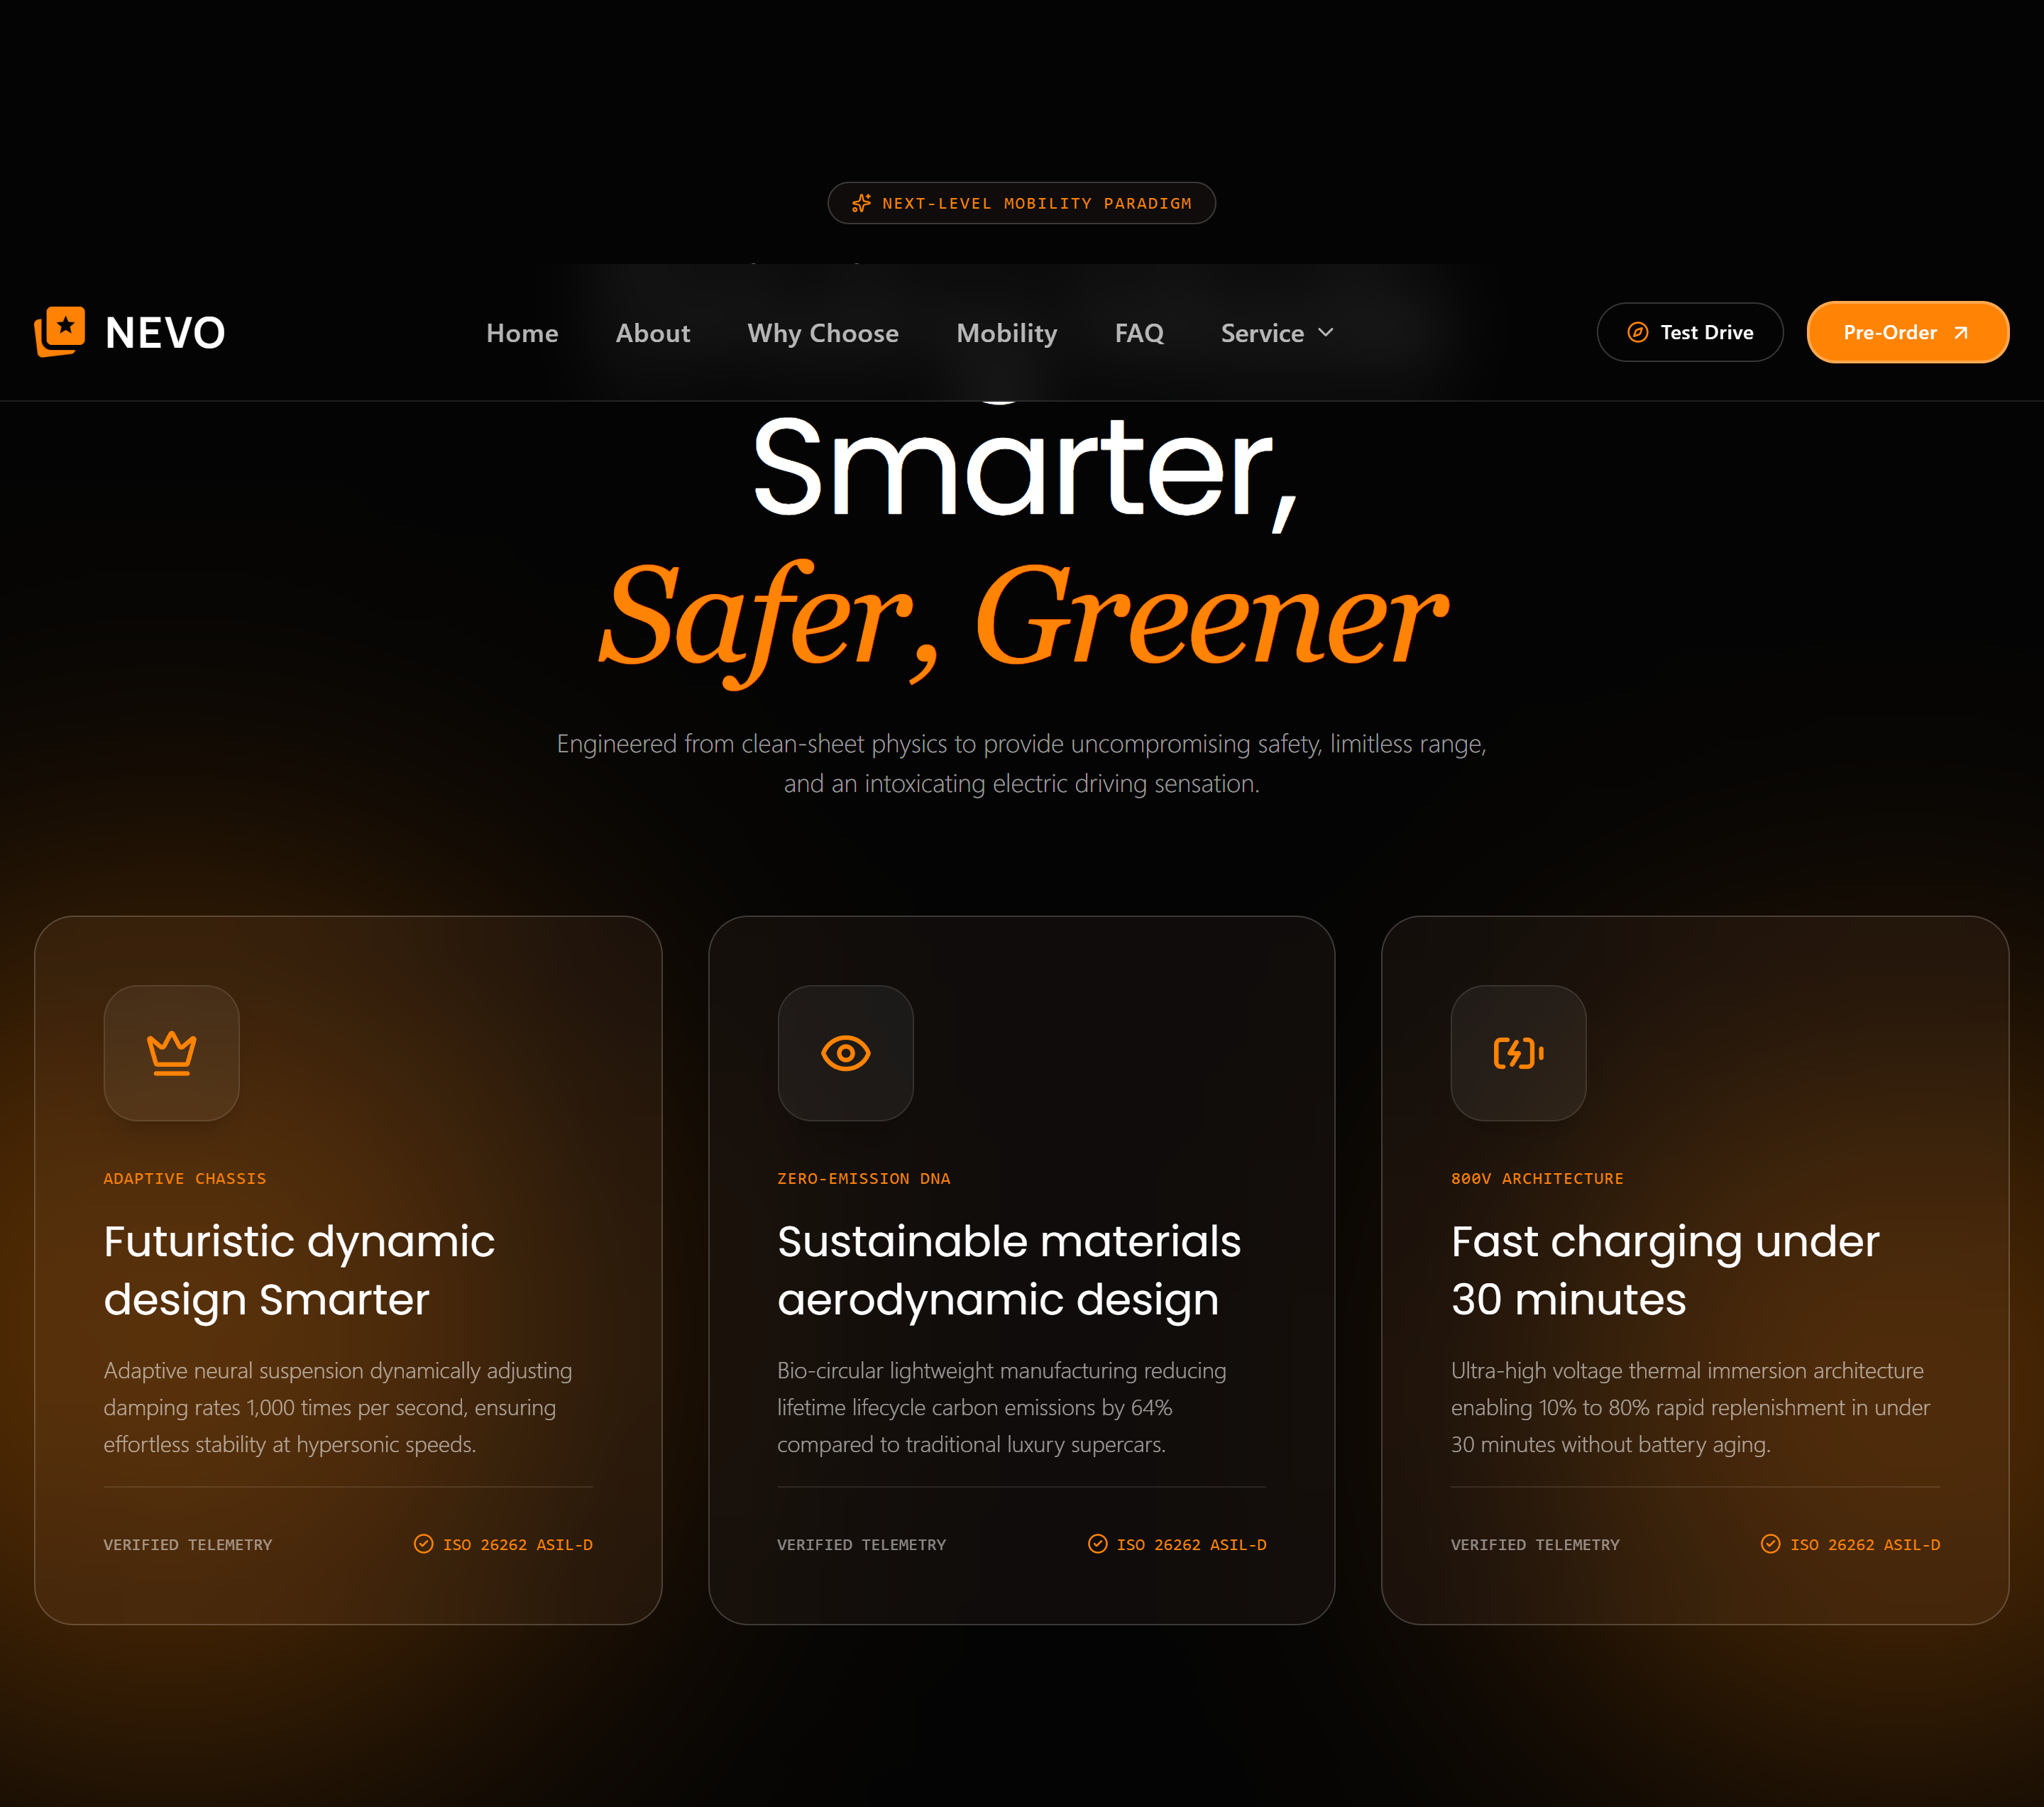 NEXT-LEVEL MOBILITY PARADIGM
NEVO
Home
About
Why Choose
Mobility
FAQ
Service
Test Drive
Pre-Order
Smarter,
Safer, Greener
Engineered from clean-sheet physics to provide uncompromising safety, limitless range,
and an intoxicating electric driving sensation.
ADAPTIVE CHASSIS
Futuristic dynamic
design Smarter
Adaptive neural suspension dynamically adjusting
damping rates 1,000 times per second, ensuring
effortless stability at hypersonic speeds.
VERIFIED TELEMETRY
ISO 26262 ASIL-D
ZERO-EMISSION DNA
Sustainable materials
aerodynamic design
Bio-circular lightweight manufacturing reducing
lifetime lifecycle carbon emissions by 64%
compared to traditional luxury supercars.
VERIFIED TELEMETRY
ISO 26262 ASIL-D
800V ARCHITECTURE
Fast charging under
30 minutes
Ultra-high voltage thermal immersion architecture
enabling 10% to 80% rapid replenishment in under
30 minutes without battery aging.
VERIFIED TELEMETRY
ISO 26262 ASIL-D